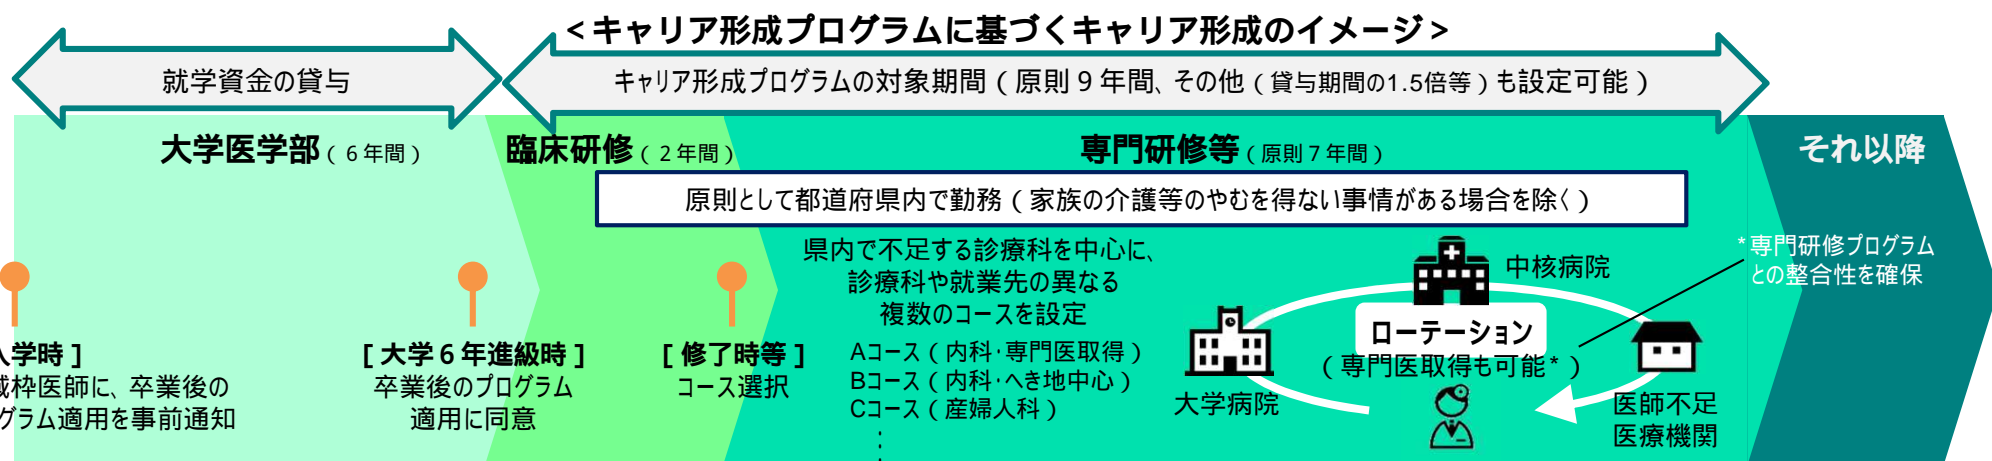 <キャリア形成プログラムに基づくキャリア形成のイメージ>
就学資金の貸与
キャリア形成プログラムの対象期間（原則９年間、その他（貸与期間の1.5倍等）も設定可能）
大学医学部（６年間）
臨床研修（２年間）
専門研修等（原則７年間）
それ以降
原則として都道府県内で勤務（家族の介護等のやむを得ない事情がある場合を除く）
学時]
枠医師に、卒業後の
グラム適用を事前通知
[大学６年進級時]
卒業後のプログラム
適用に同意
[修了時等]
コース選択
県内で不足する診療科を中心に、
診療科や就業先の異なる
複数のコースを設定
Aコース（内科・専門医取得）
Bコース（内科・へき地中心）
Cコース（産婦人科）
中核病院
ローテーション
（専門医取得も可能*）
大学病院
医師不足
医療機関
*専門研修プログラム
との整合性を確保